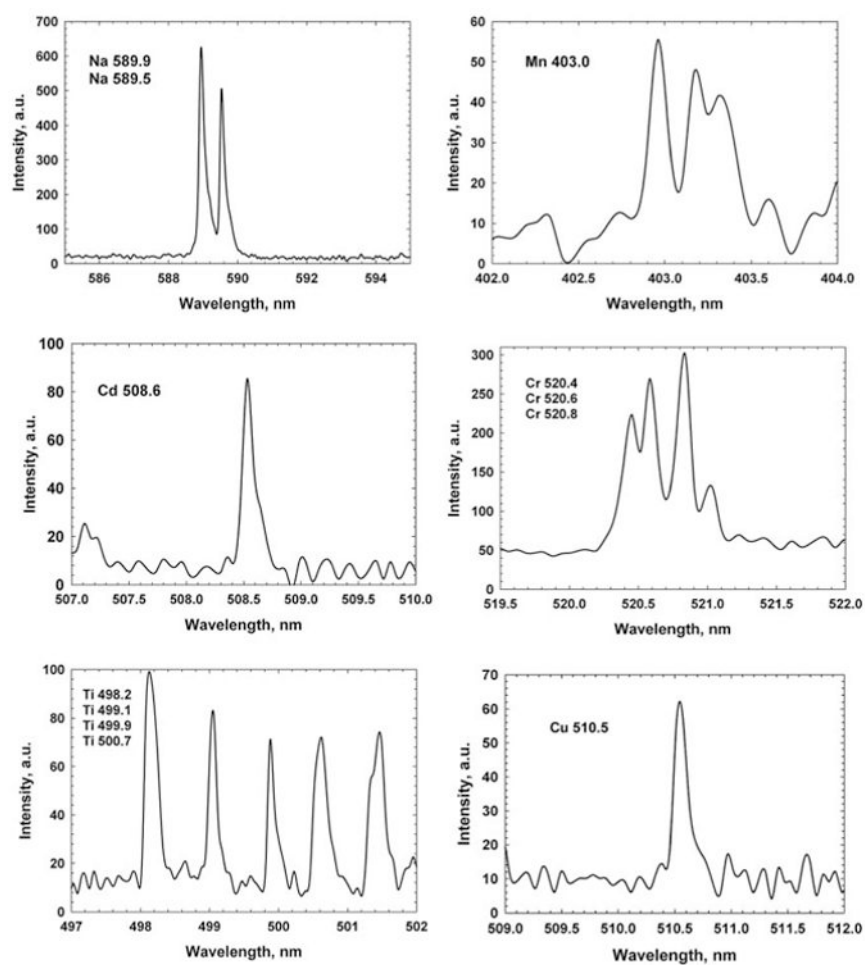 700
600
500
400
300
200
100
0
Intensity, a.u.
Na 589.9
Na 589.5
586 588 590 592 594
Wavelength, nm
60
50
40
30
20
10
0
Intensity, a.u.
Mn 403.0
402.0 402.4 402.8 403.2 403.6 404.0
Wavelength, nm
100
80
60
40
20
0
Intensity, a.u.
Cd 508.6
507.0 507.5 508.0 508.5 509.0 509.5 510.0
Wavelength, nm
300
250
200
150
100
50
0
Intensity, a.u.
Cr 520.4
Cr 520.6
Cr 520.8
519.5 520.0 520.5 521.0 521.5 522.0
Wavelength, nm
100
80
60
40
20
0
Intensity, a.u.
Ti 498.2
Ti 499.1
Ti 499.9
Ti 500.7
497 498 499 500 501 502
Wavelength, nm
70
60
50
40
30
20
10
0
Intensity, a.u.
Cu 510.5
509.0 509.5 510.0 510.5 511.0 511.5 512.0
Wavelength, nm